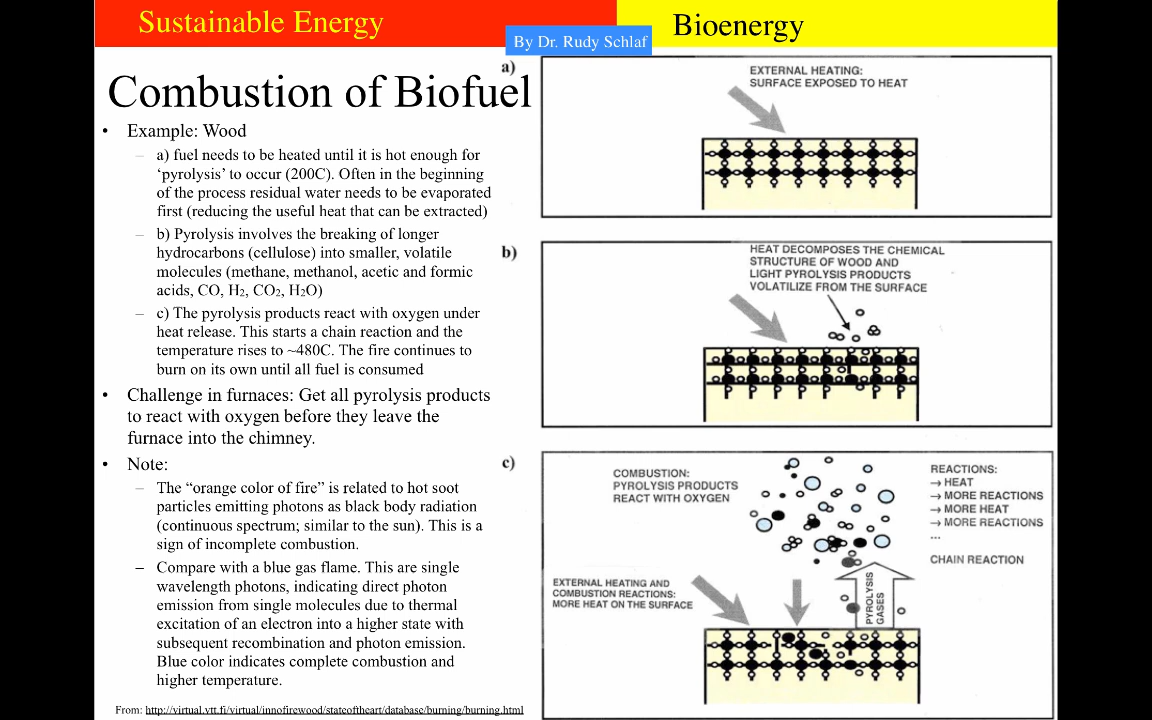 Sustainable Energy
Bioenergy
By Dr. Rudy Schlaf
Combustion of Biofuel
• Example: Wood
– a) fuel needs to be heated until it is hot enough for
‘pyrolysis’ to occur (200C). Often in the beginning
of the process residual water needs to be evaporated
first (reducing the useful heat that can be extracted)
– b) Pyrolysis involves the breaking of longer
hydrocarbons (cellulose) into smaller, volatile
molecules (methane, methanol, acetic and formic
acids, CO, H₂, CO₂, H₂O)
– c) The pyrolysis products react with oxygen under
heat release. This starts a chain reaction and the
temperature rises to ~480C. The fire continues to
burn on its own until all fuel is consumed
• Challenge in furnaces: Get all pyrolysis products
to react with oxygen before they leave the
furnace into the chimney.
• Note:
– The “orange color of fire” is related to hot soot
particles emitting photons as black body radiation
(continuous spectrum; similar to the sun). This is a
sign of incomplete combustion.
– Compare with a blue gas flame. This are single
wavelength photons, indicating direct photon
emission from single molecules due to thermal
excitation of an electron into a higher state with
subsequent recombination and photon emission.
Blue color indicates complete combustion and
higher temperature.
From: http://virtual.vtt.fi/virtual/innofirewood/stateoftheart/database/burning/burning.html
a)
EXTERNAL HEATING:
SURFACE EXPOSED TO HEAT
b)
HEAT DECOMPOSES THE CHEMICAL
STRUCTURE OF WOOD AND
LIGHT PYROLYSIS PRODUCTS
VOLATILIZE FROM THE SURFACE
c)
COMBUSTION:
PYROLYSIS PRODUCTS
REACT WITH OXYGEN
REACTIONS:
→ HEAT
→ MORE REACTIONS
→ MORE HEAT
→ MORE REACTIONS
...
CHAIN REACTION
EXTERNAL HEATING AND
COMBUSTION REACTIONS:
MORE HEAT ON THE SURFACE
PYROLYSIS
GASES